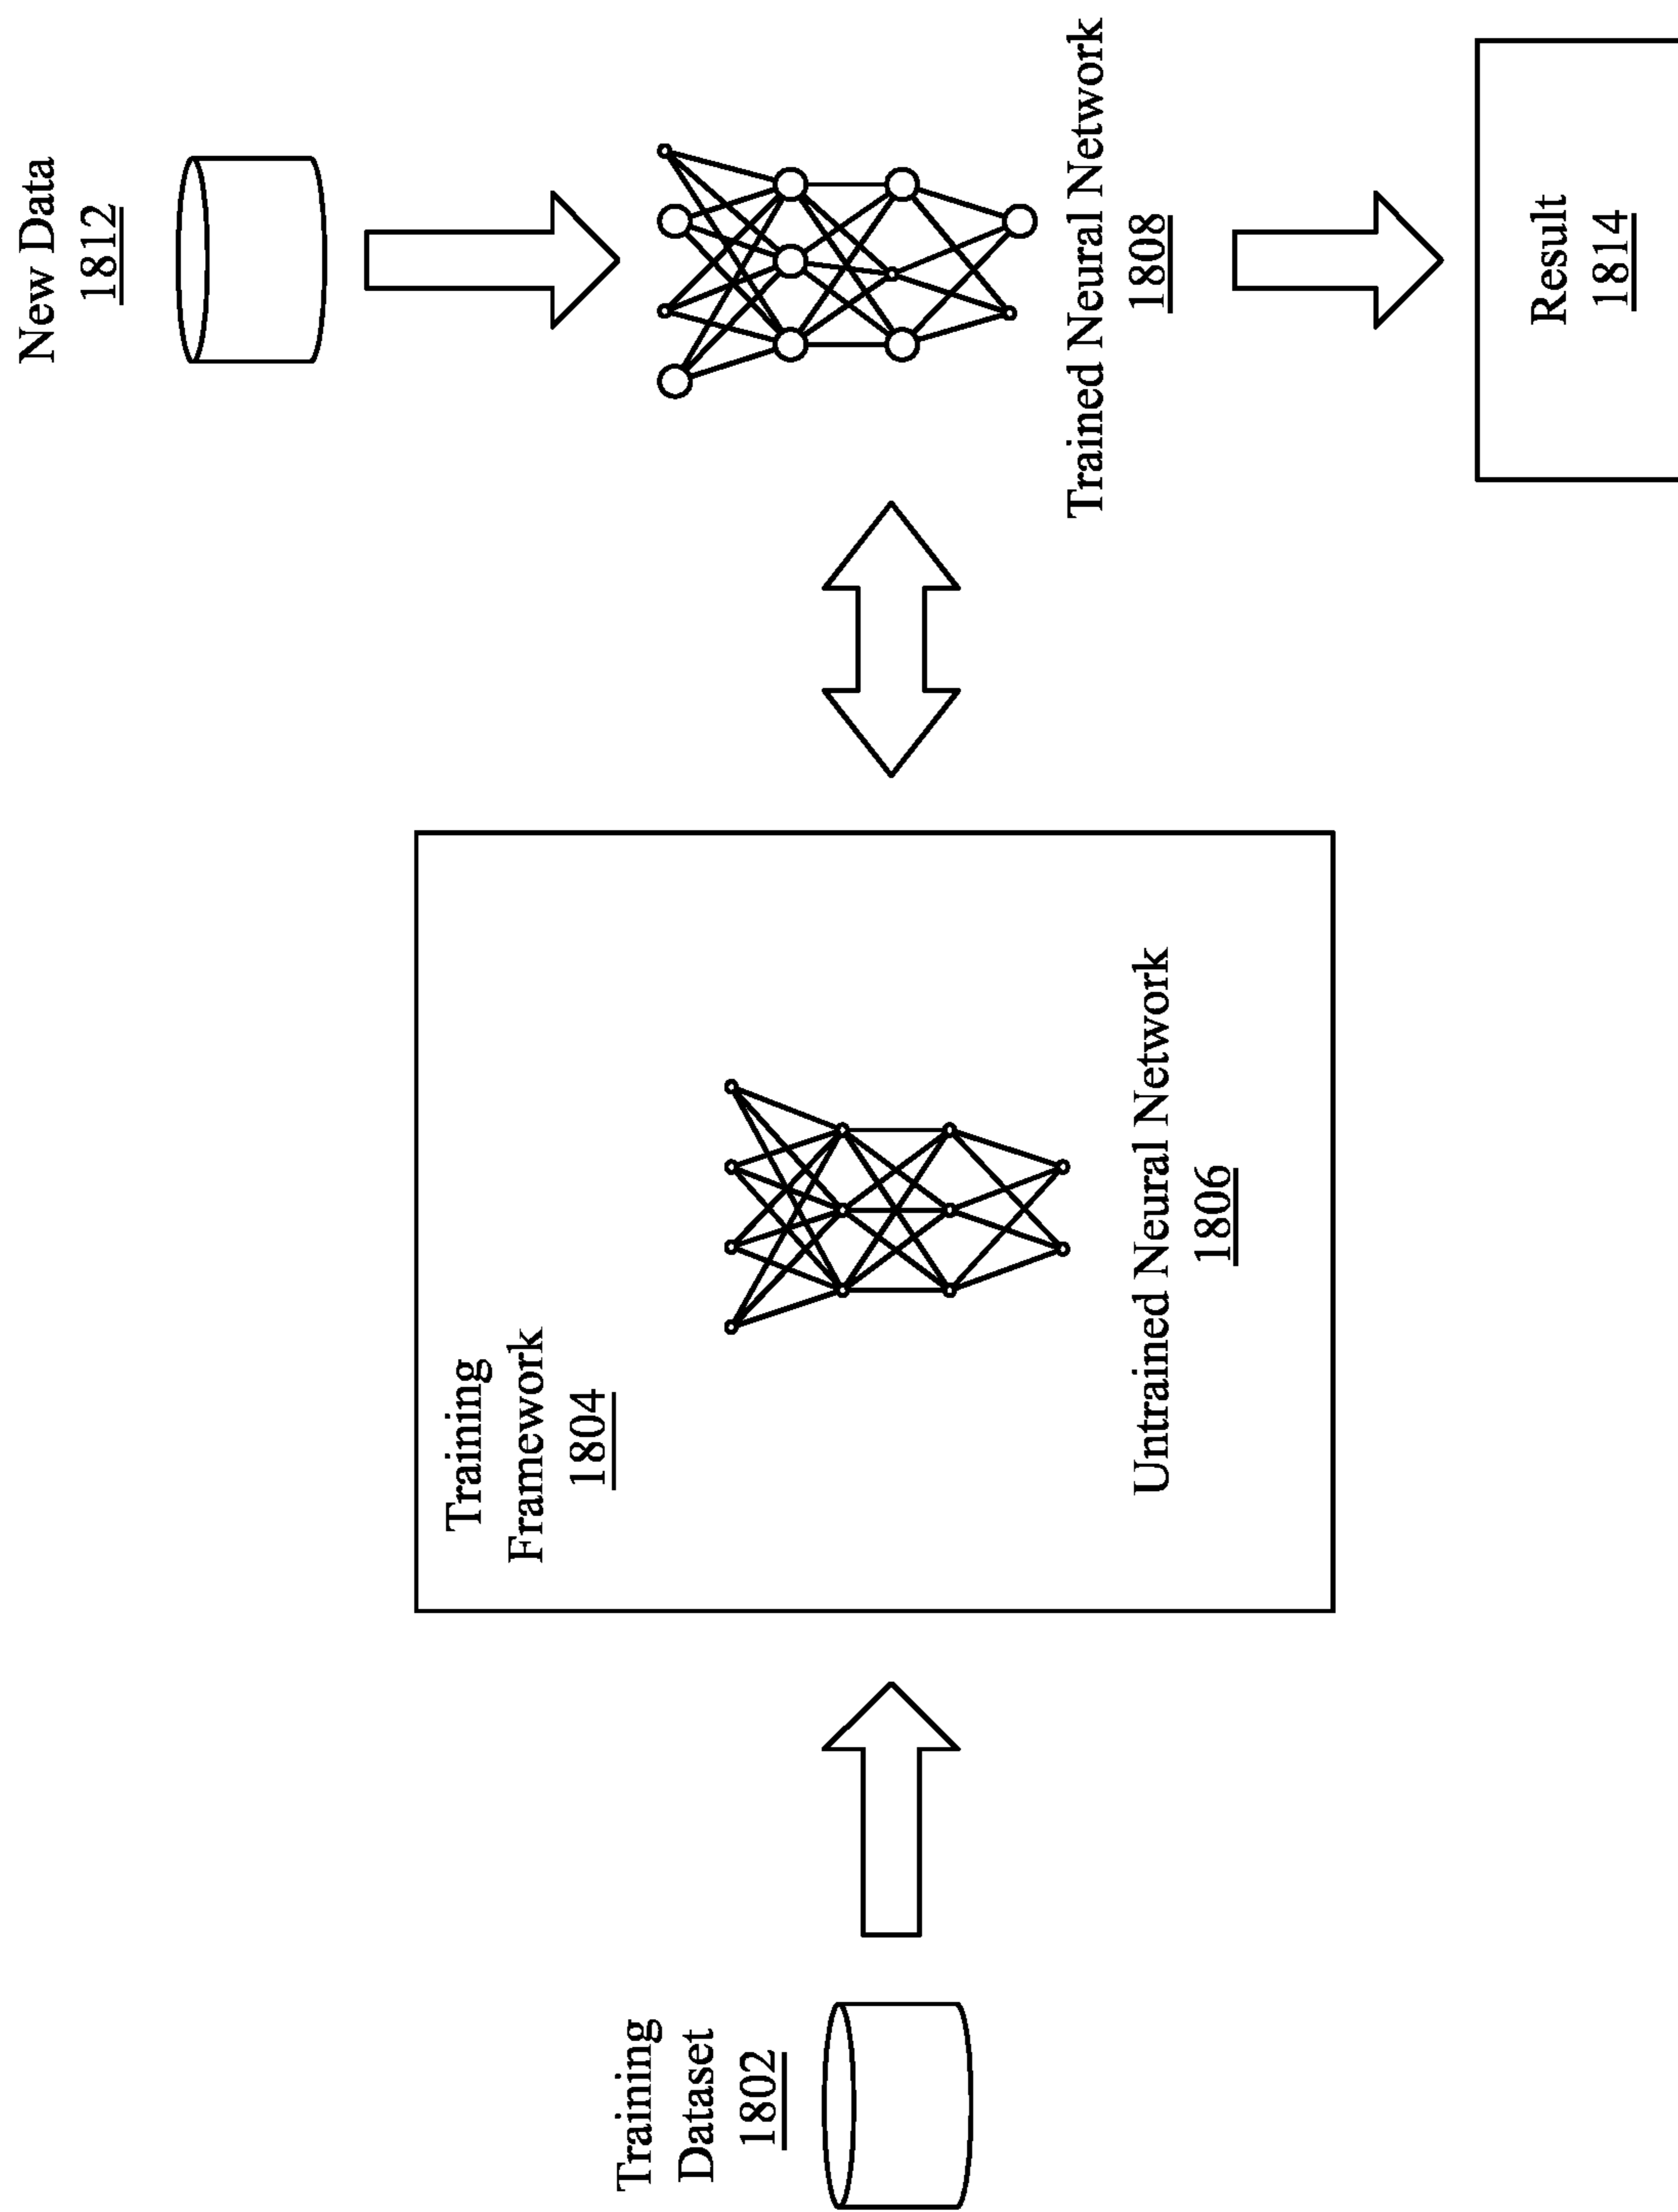 Training
Dataset
1802
Training
Framework
1804
Untrained Neural Network
1806
New Data
1812
Trained Neural Network
1808
Result
1814